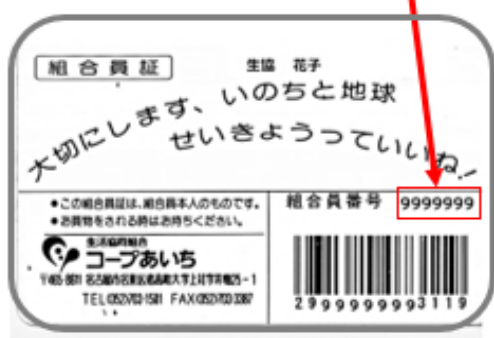 組合員証
生協 花子
大切にします、いのちと地球
せいきょうっていいね!
•この組合員証は、組合員本人のものです。
•お買物をされる時はお持ちください。
組合員番号 9999999
生活協同組合
コープあいち
TEL(052)703-1581
2999999993119